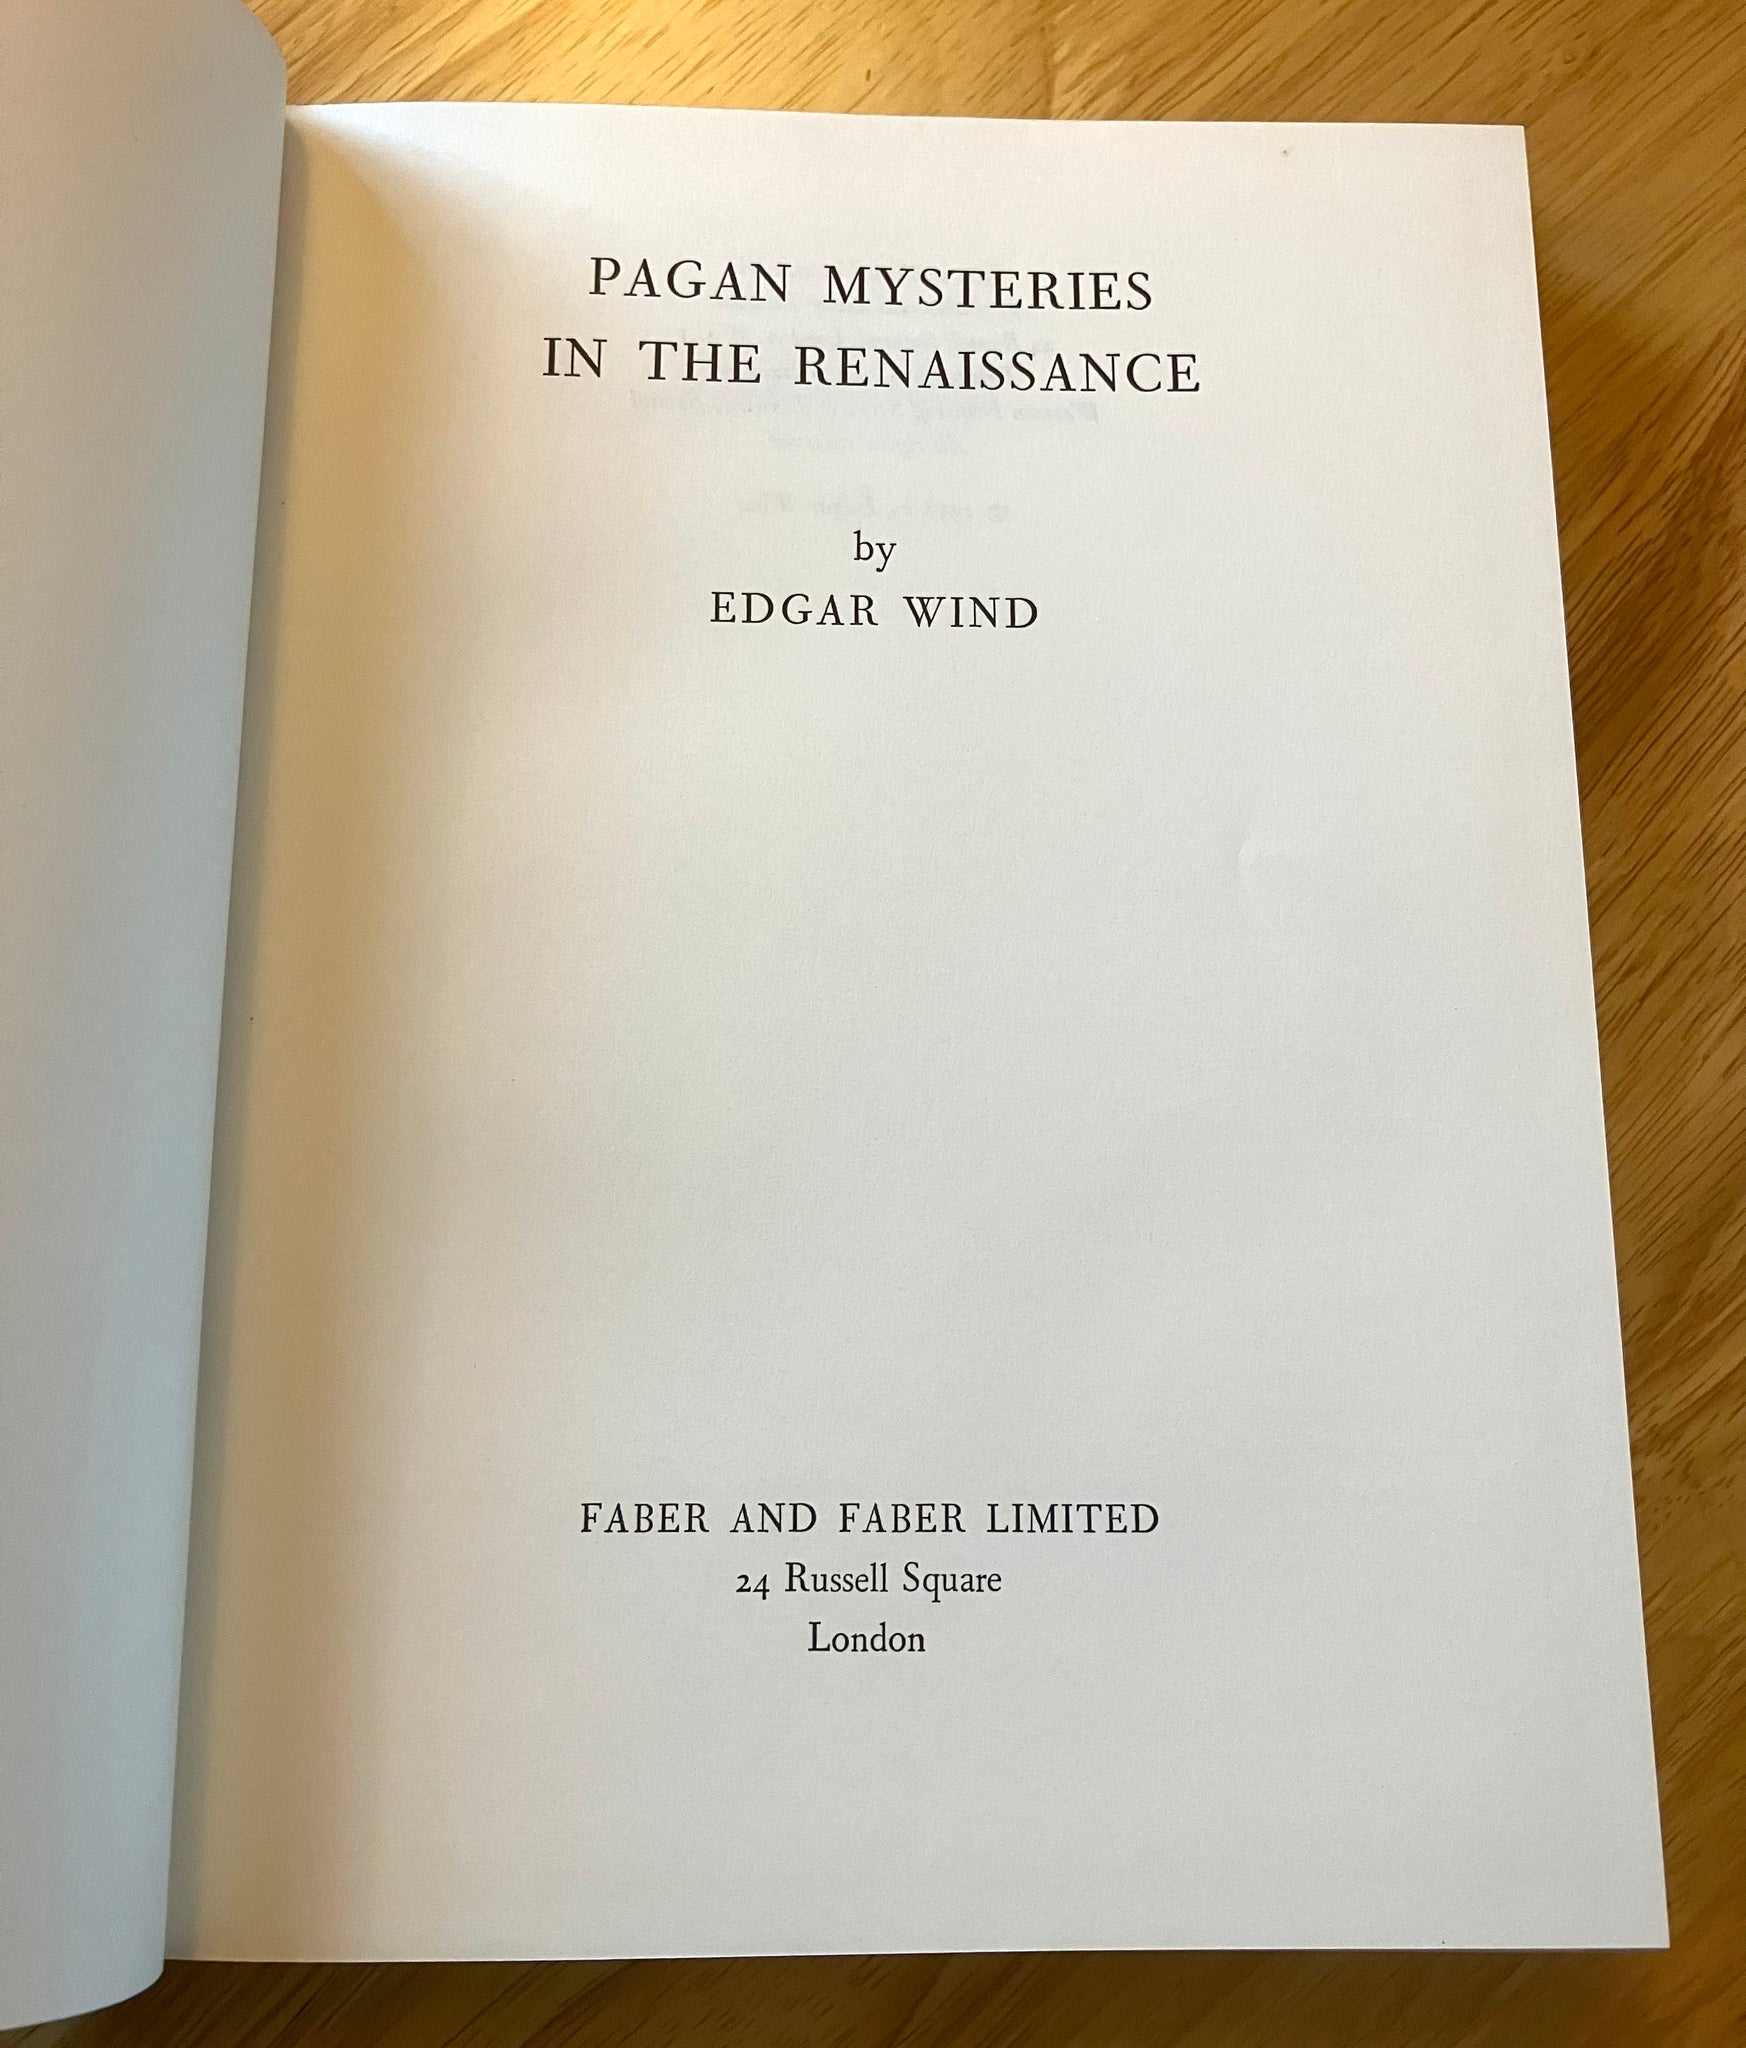 PAGAN MYSTERIES
IN THE RENAISSANCE
by
EDGAR WIND
FABER AND FABER LIMITED
24 Russell Square
London